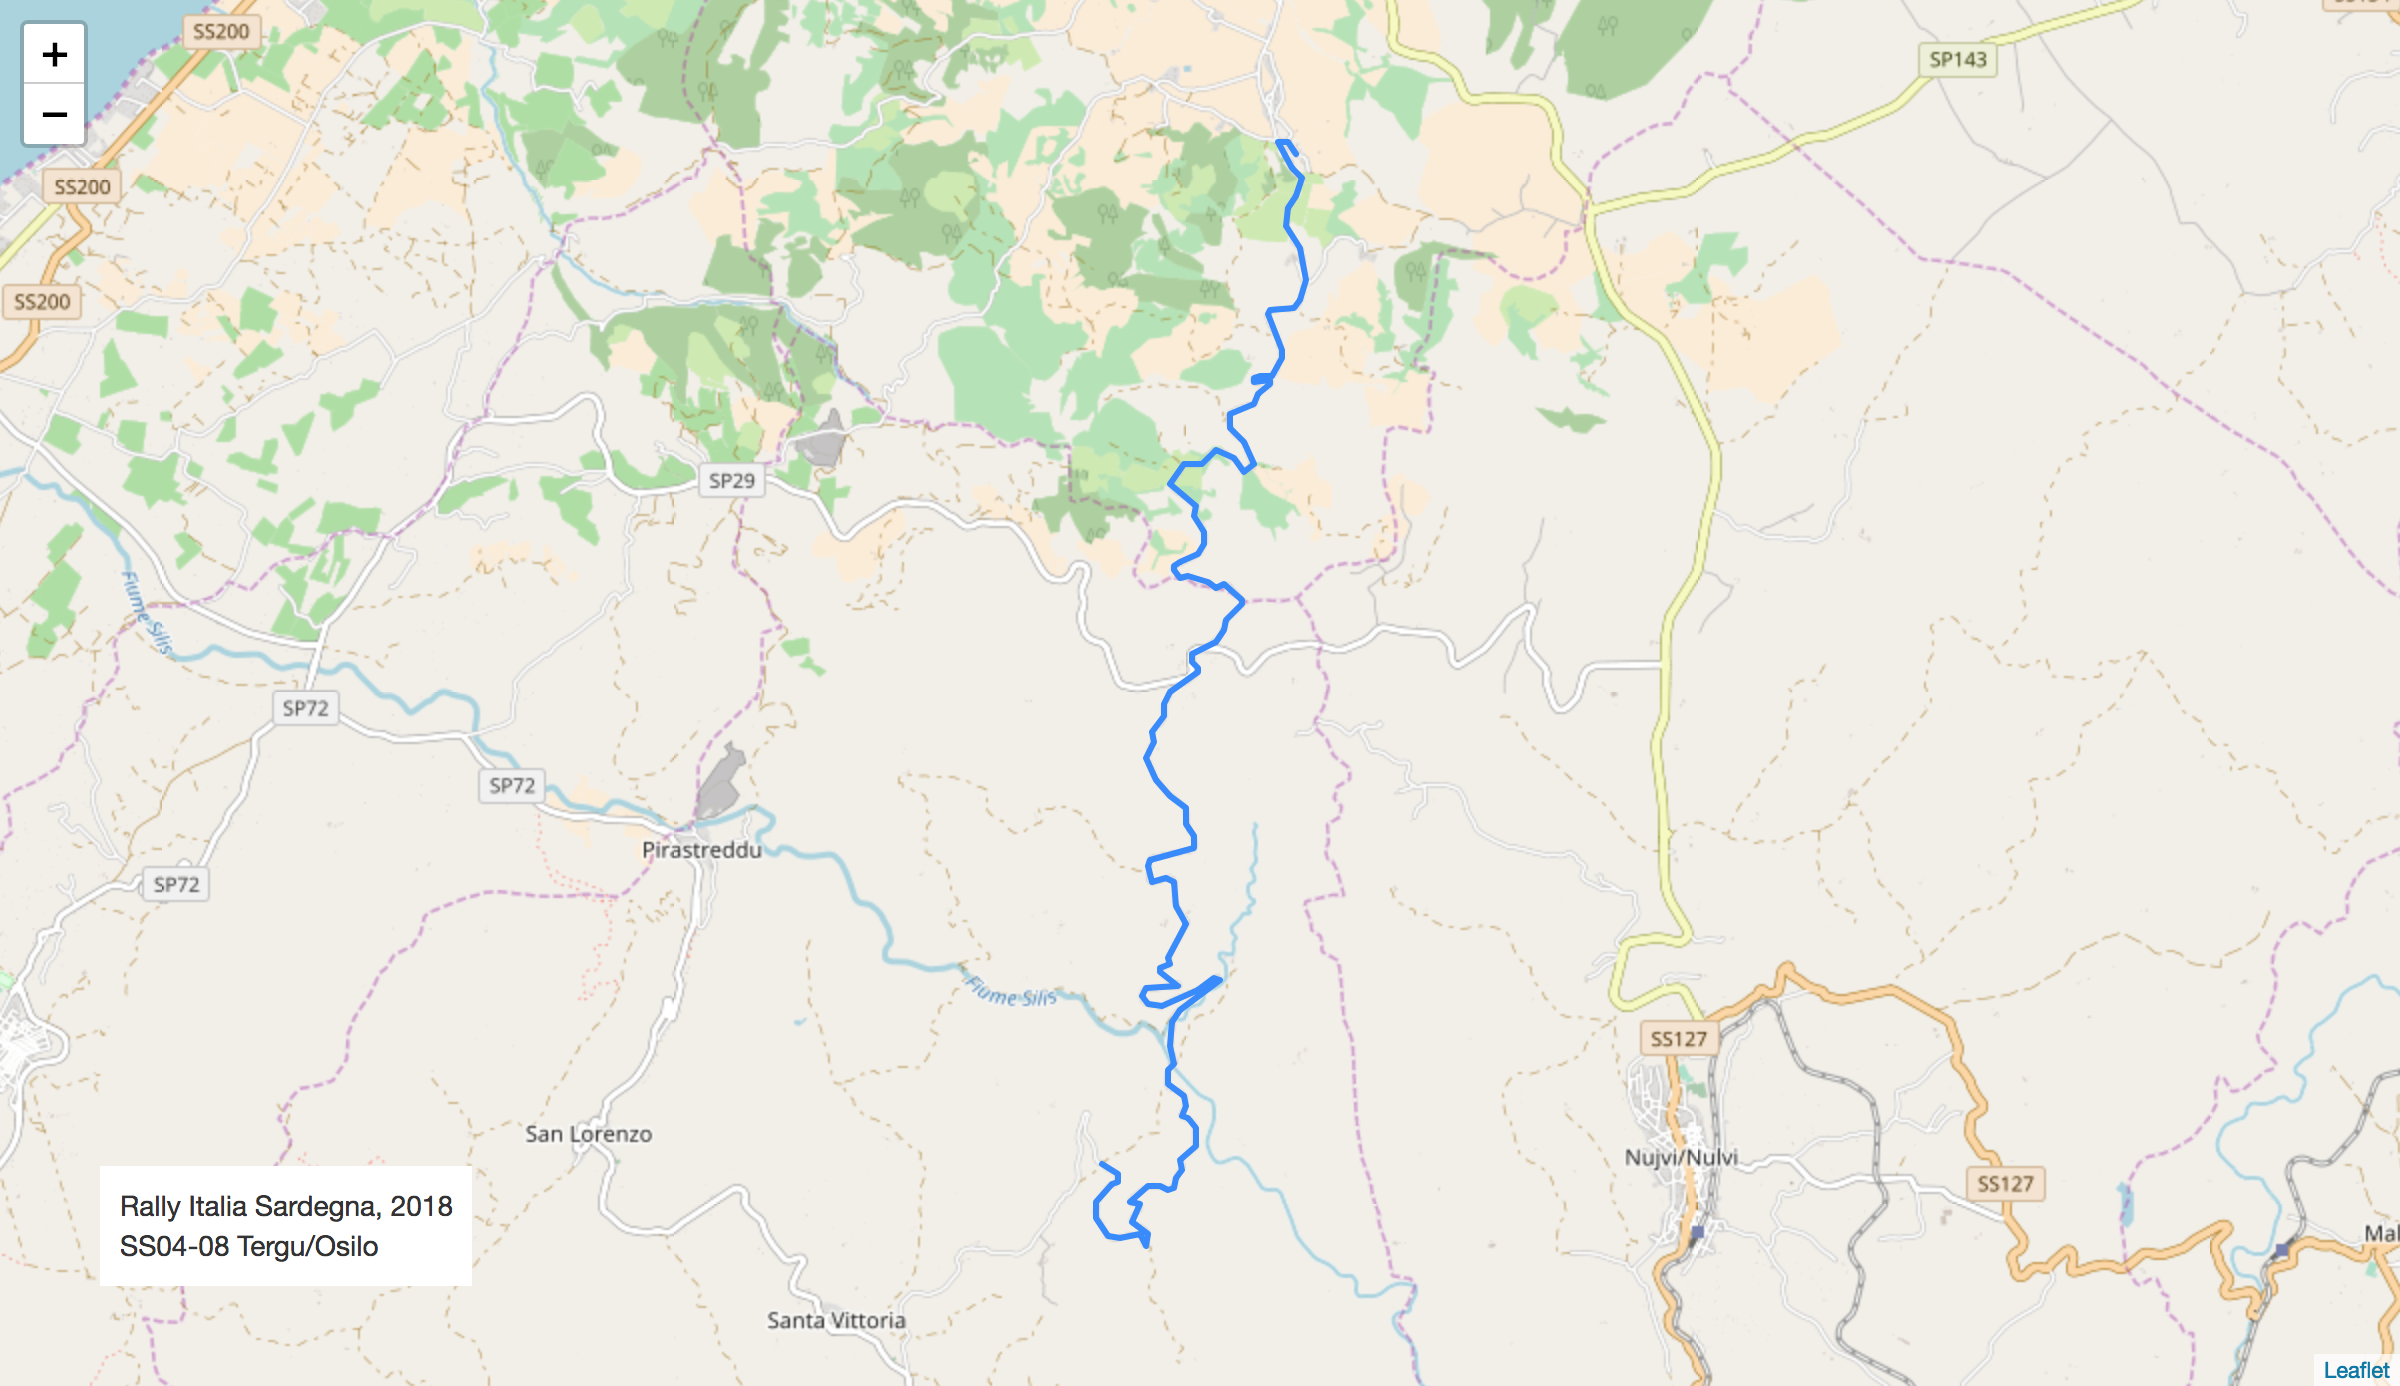 +
−
SS200
SS200
SS200
SP143
SP29
Fiume Silis
SP72
SP72
SP72
Pirastreddu
Fiume Silis
SS127
San Lorenzo
Nujvi/Nulvi
SS127
Rally Italia Sardegna, 2018
SS04-08 Tergu/Osilo
Santa Vittoria
Leaflet